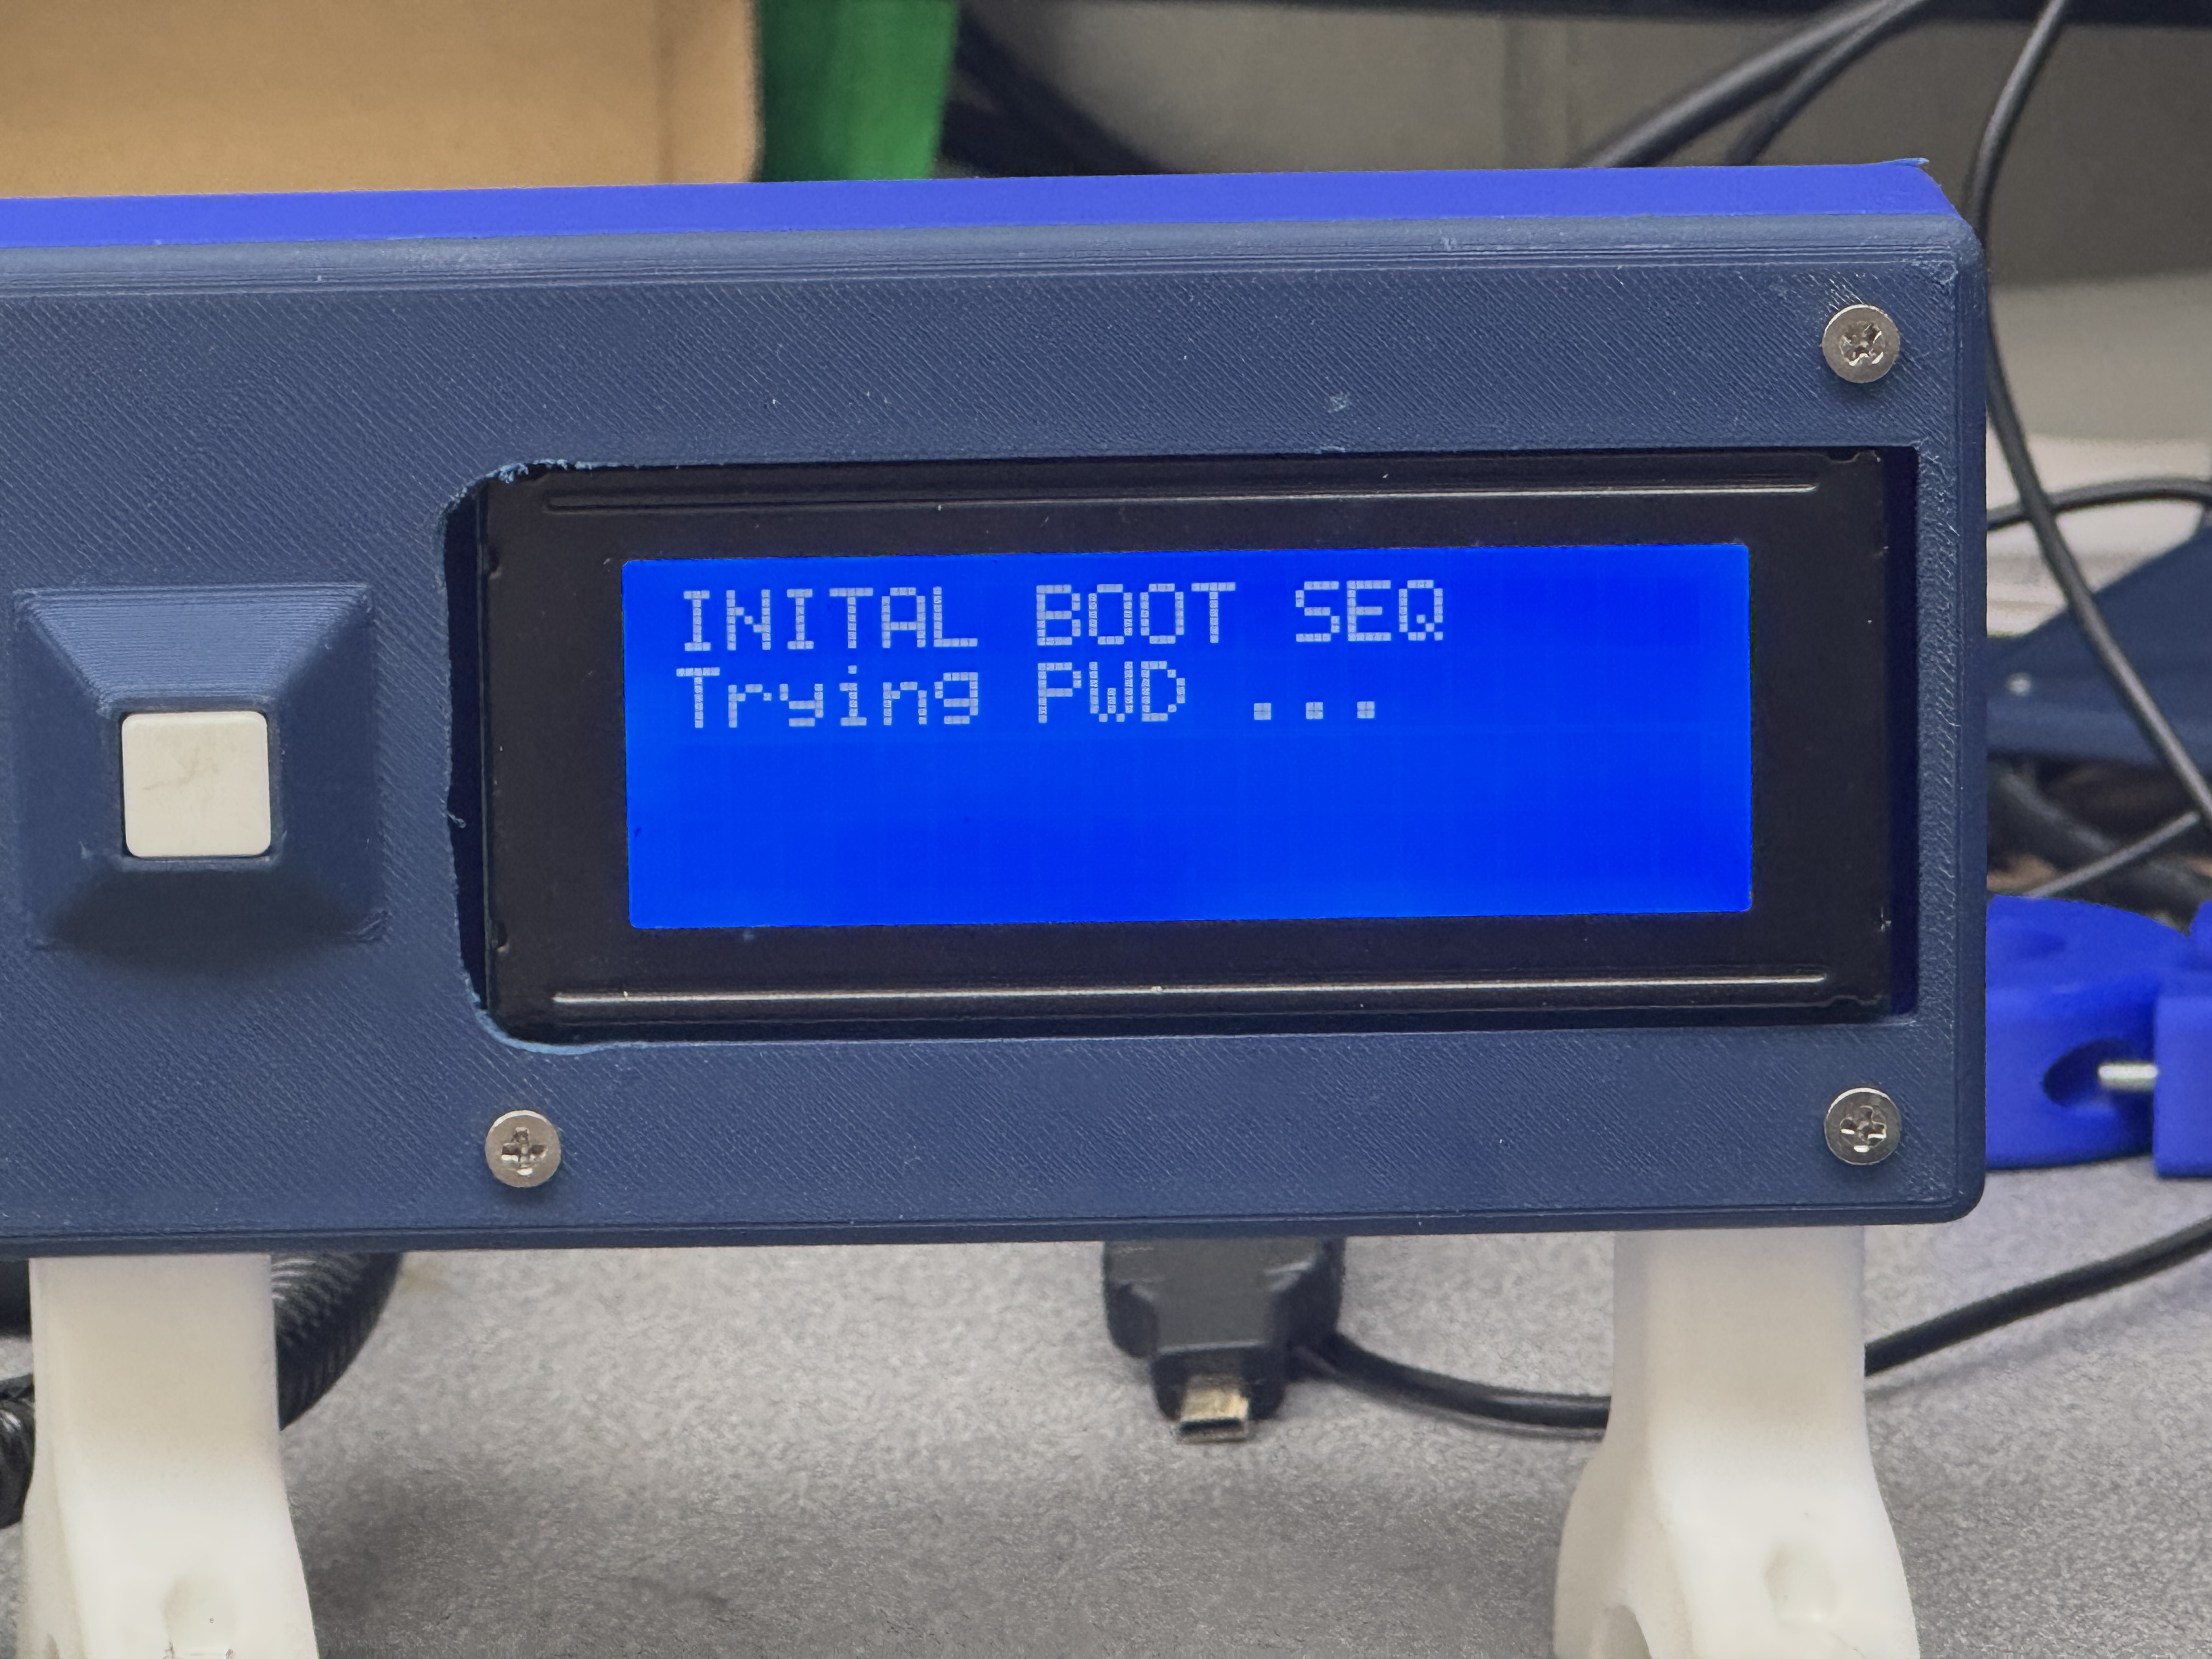 INITAL BOOT SEQ
Trying PWD ...